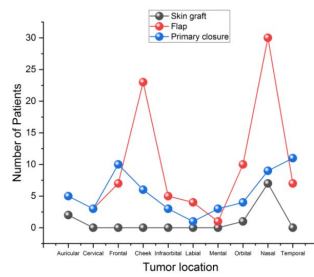 Skin graft
Flap
Primary closure
Number of Patients
30
25
20
15
10
5
0
Auricular Cervical Frontal Cheek Infraorbital Labial Mental Orbital Nasal Temporal
Tumor location